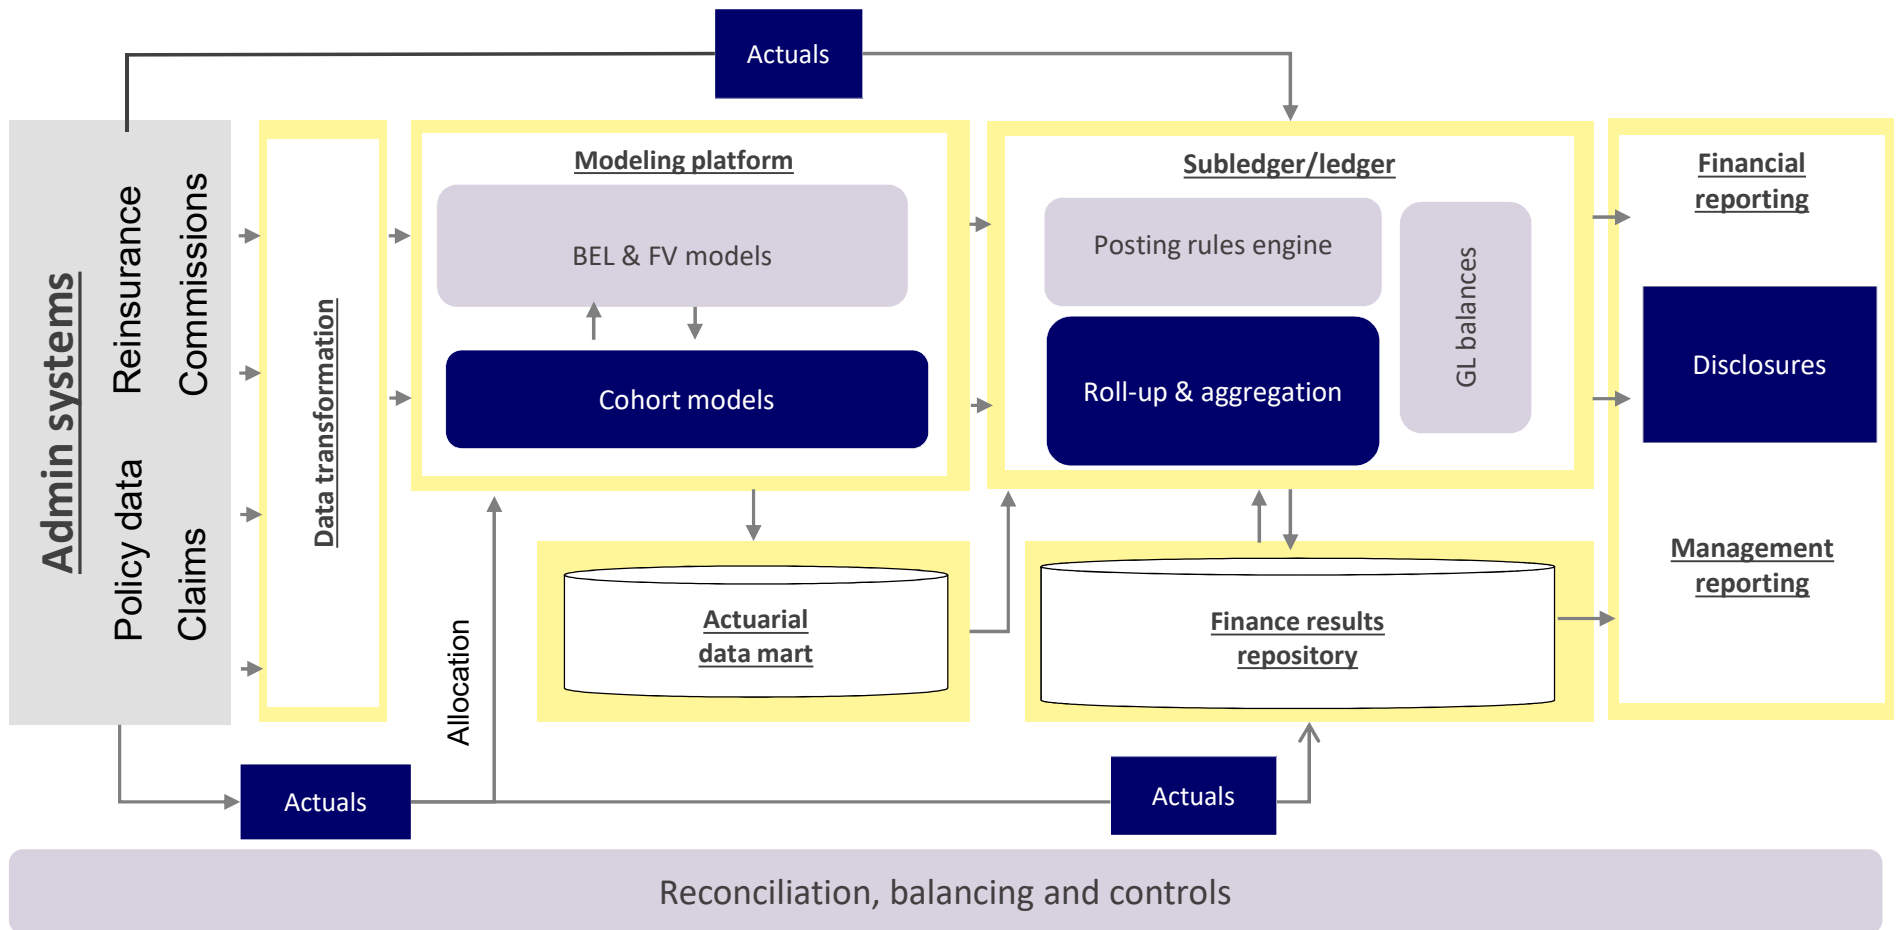 Actuals
Admin systems
Reinsurance
Commissions
Policy data
Claims
Data transformation
Modeling platform
BEL & FV models
Cohort models
Subledger/ledger
Posting rules engine
Roll-up & aggregation
GL balances
Financial
reporting
Disclosures
Management
reporting
Actuarial
data mart
Finance results
repository
Allocation
Actuals
Actuals
Reconciliation, balancing and controls